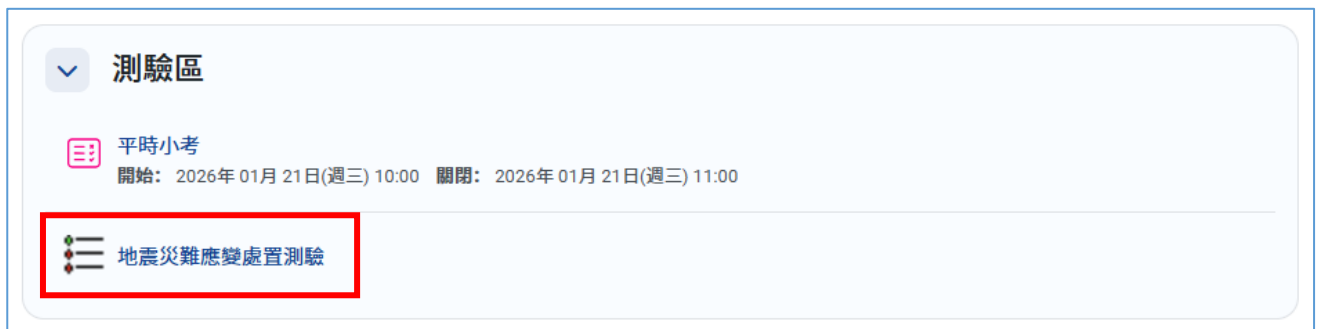 測驗區
平時小考
開始: 2026年 01月 21日(週三) 10:00 關閉: 2026年 01月 21日(週三) 11:00
地震災難應變處置測驗